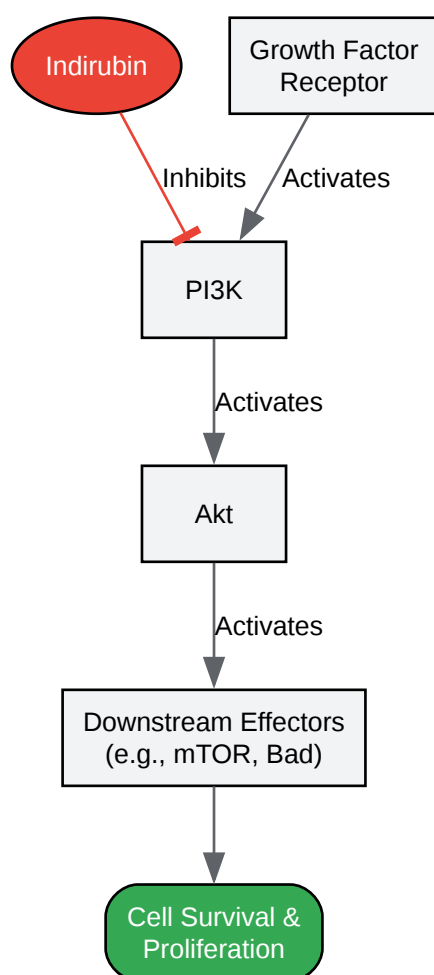 Indirubin
Growth Factor
Receptor
Inhibits
Activates
PI3K
Activates
Akt
Activates
Downstream Effectors
(e.g., mTOR, Bad)
Cell Survival &
Proliferation